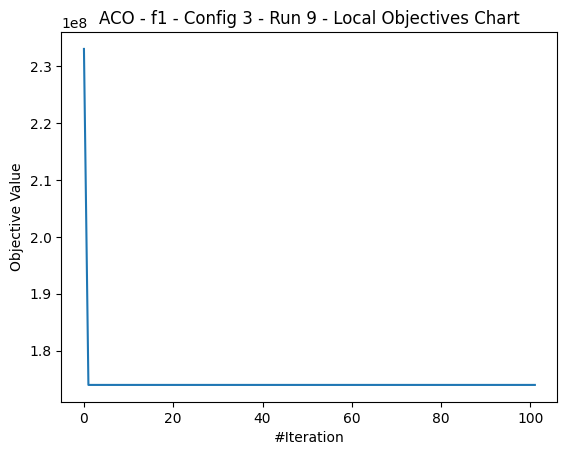 ACO - f1 - Config 3 - Run 9 - Local Objectives Chart
1e8
2.3
2.2
2.1
2.0
1.9
1.8
Objective Value
0 20 40 60 80 100
#Iteration